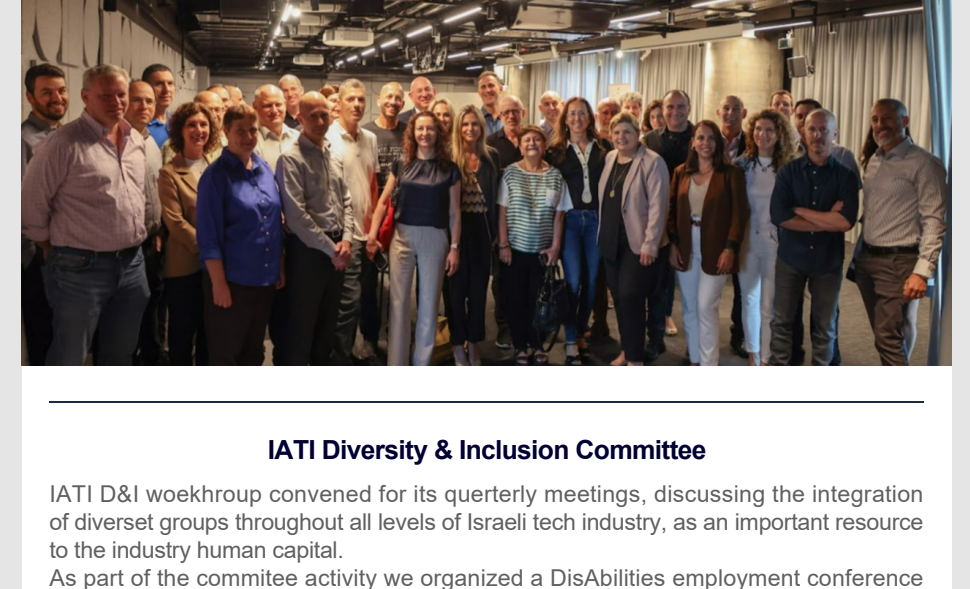 IATI Diversity & Inclusion Committee
IATI D&I woekhroup convened for its querterly meetings, discussing the integration
of diverset groups throughout all levels of Israeli tech industry, as an important resource
to the industry human capital.
As part of the commitee activity we organized a DisAbilities employment conference